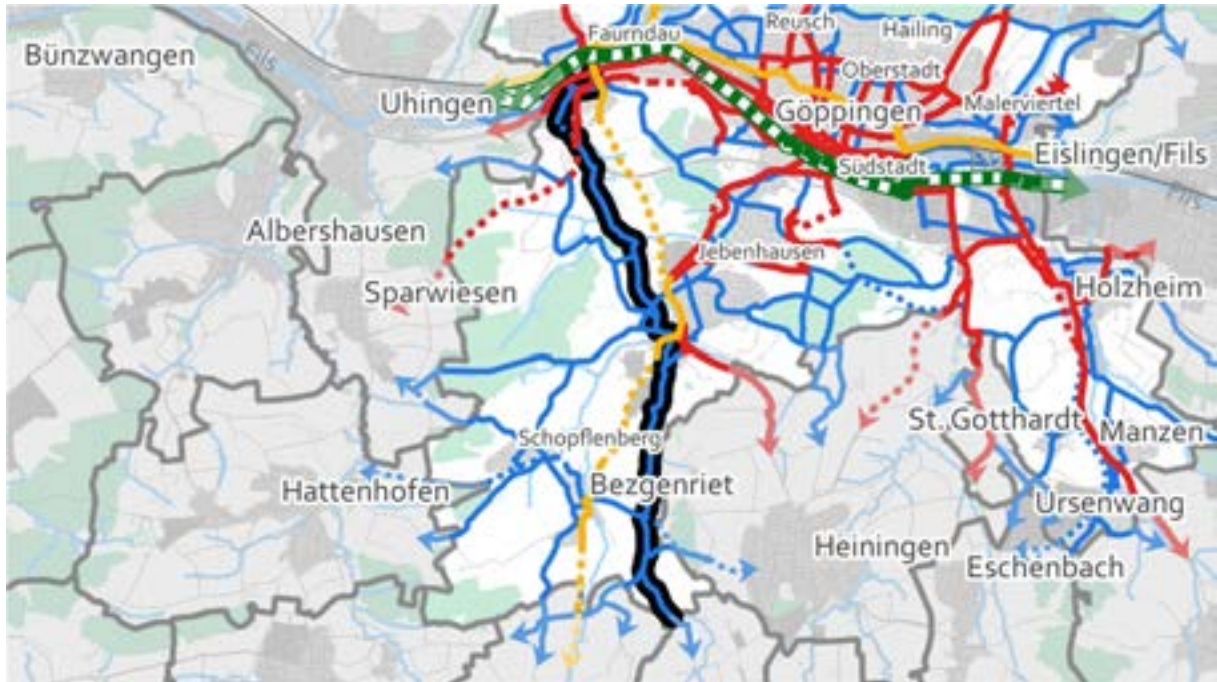 Reusch
Hailing
Faurndau
Bünzwangen
Fils
Oberstadt
Uhingen
Göppingen
Malerviertel
Eislingen/Fils
Südstadt
Fils
Albershausen
Jebenhausen
Sparwiesen
Holzheim
St. Gotthardt
Manzen
Schopflenberg
Hattenhofen
Bezgenriet
Ursenwang
Heiningen
Eschenbach